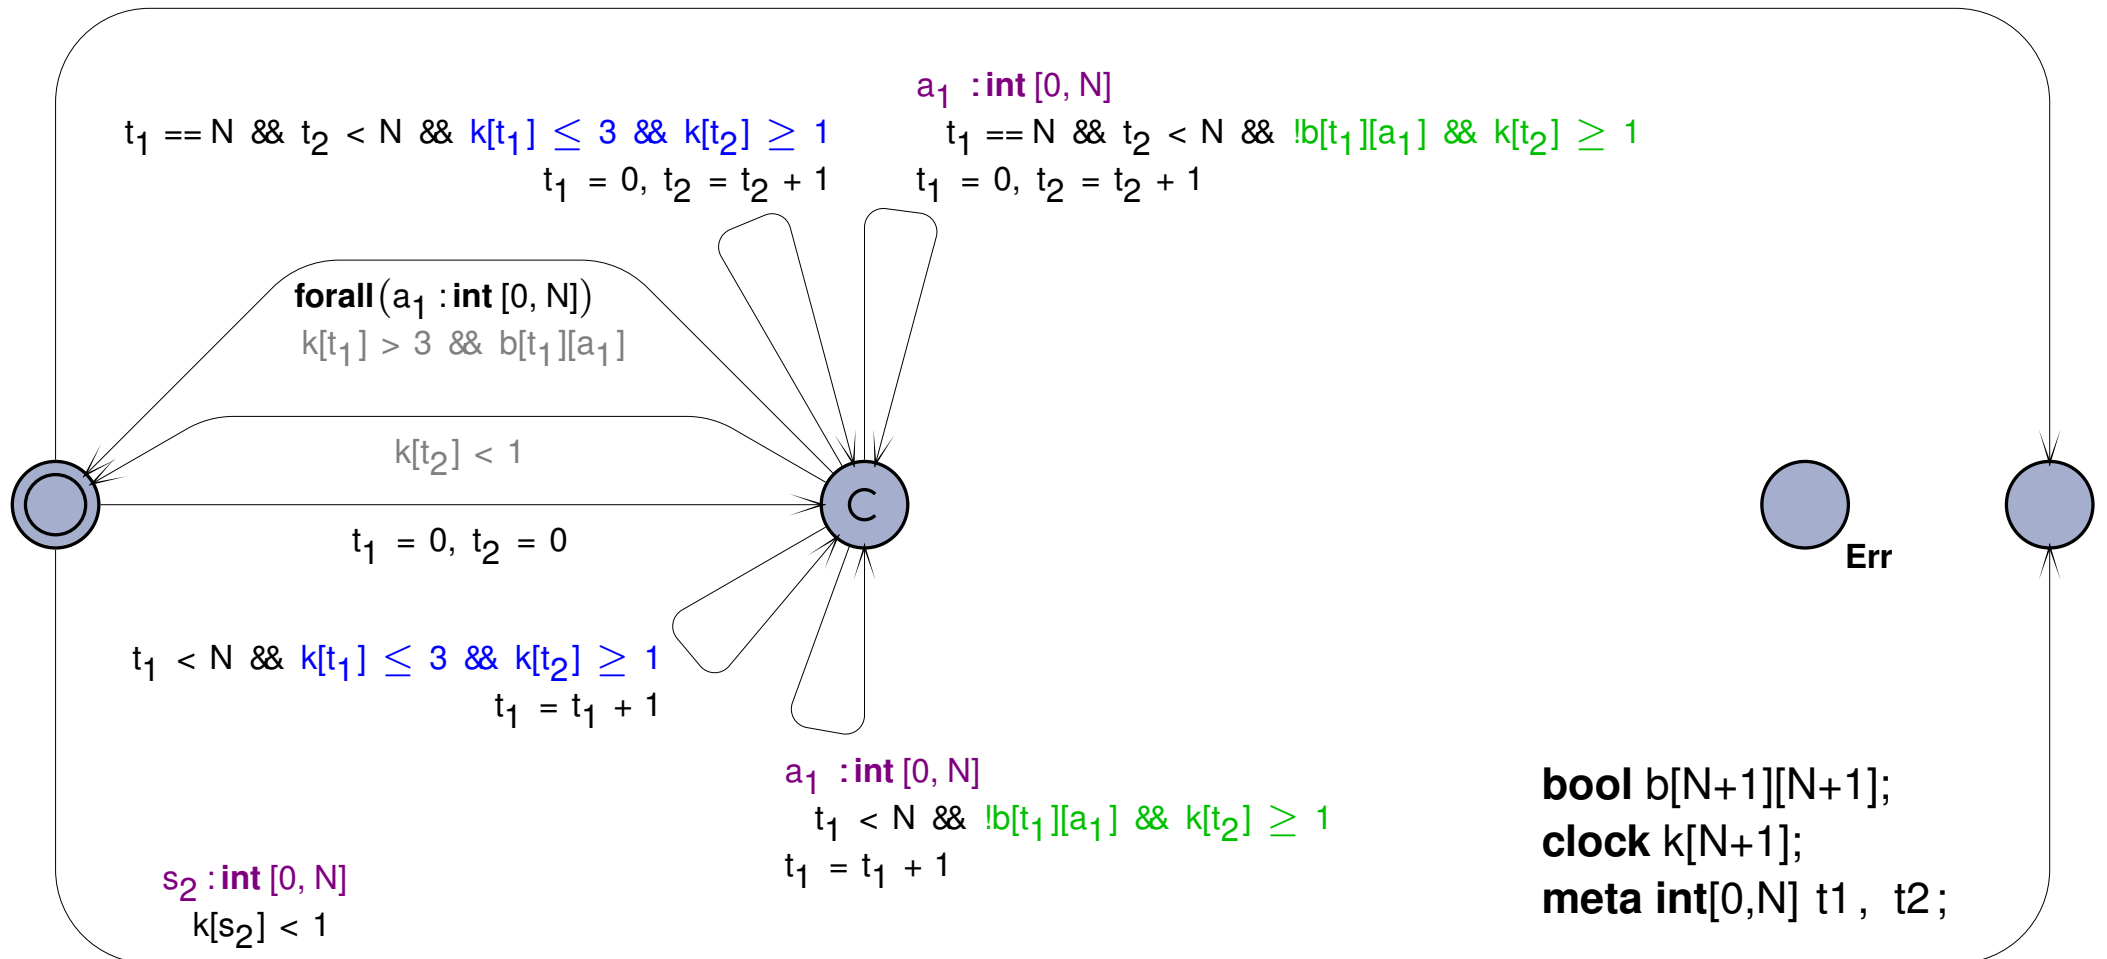 a₁ : int [0, N]
t₁ == N && t₂ < N && k[t₁] ≤ 3 && k[t₂] ≥ 1
t₁ = 0, t₂ = t₂ + 1
t₁ == N && t₂ < N && !b[t₁][a₁] && k[t₂] ≥ 1
t₁ = 0, t₂ = t₂ + 1
forall(a₁ : int [0, N])
k[t₁] > 3 && b[t₁][a₁]
k[t₂] < 1
C
t₁ = 0, t₂ = 0
Err
t₁ < N && k[t₁] ≤ 3 && k[t₂] ≥ 1
t₁ = t₁ + 1
a₁ : int [0, N]
t₁ < N && !b[t₁][a₁] && k[t₂] ≥ 1
t₁ = t₁ + 1
s₂ : int [0, N]
k[s₂] < 1
bool b[N+1][N+1];
clock k[N+1];
meta int[0,N] t1, t2;